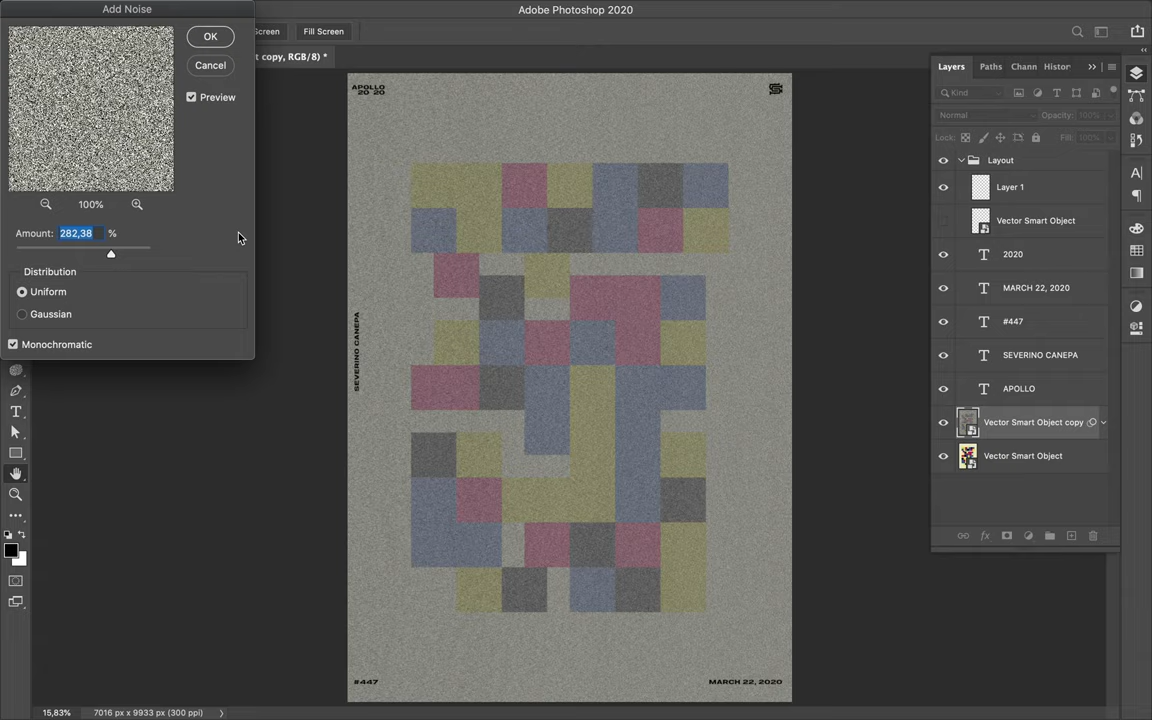 Add Noise
Adobe Photoshop 2020
OK
Screen
Fill Screen
t copy, RGB/8) *
Cancel
Preview
100%
Amount: 282,38 %
Distribution
Uniform
Gaussian
Monochromatic
APOLLO
20 20
SEVERINO CANEPA
#447
MARCH 22, 2020
Layers
Paths
Chann
Histor
Kind
Normal
Opacity: 100%
Lock:
Fill: 100%
Layout
Layer 1
Vector Smart Object
2020
MARCH 22, 2020
#447
SEVERINO CANEPA
APOLLO
Vector Smart Object copy
Vector Smart Object
fx
15,83%
7016 px x 9933 px (300 ppi)